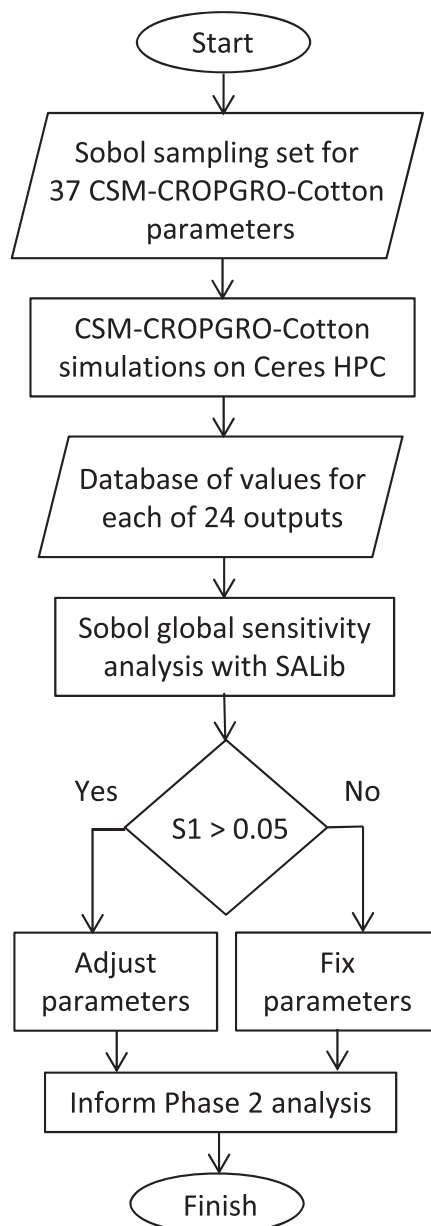 Start
Sobol sampling set for
37 CSM-CROPGRO-Cotton
parameters
CSM-CROPGRO-Cotton
simulations on Ceres HPC
Database of values for
each of 24 outputs
Sobol global sensitivity
analysis with SALib
Yes
No
S1 > 0.05
Adjust
parameters
Fix
parameters
Inform Phase 2 analysis
Finish